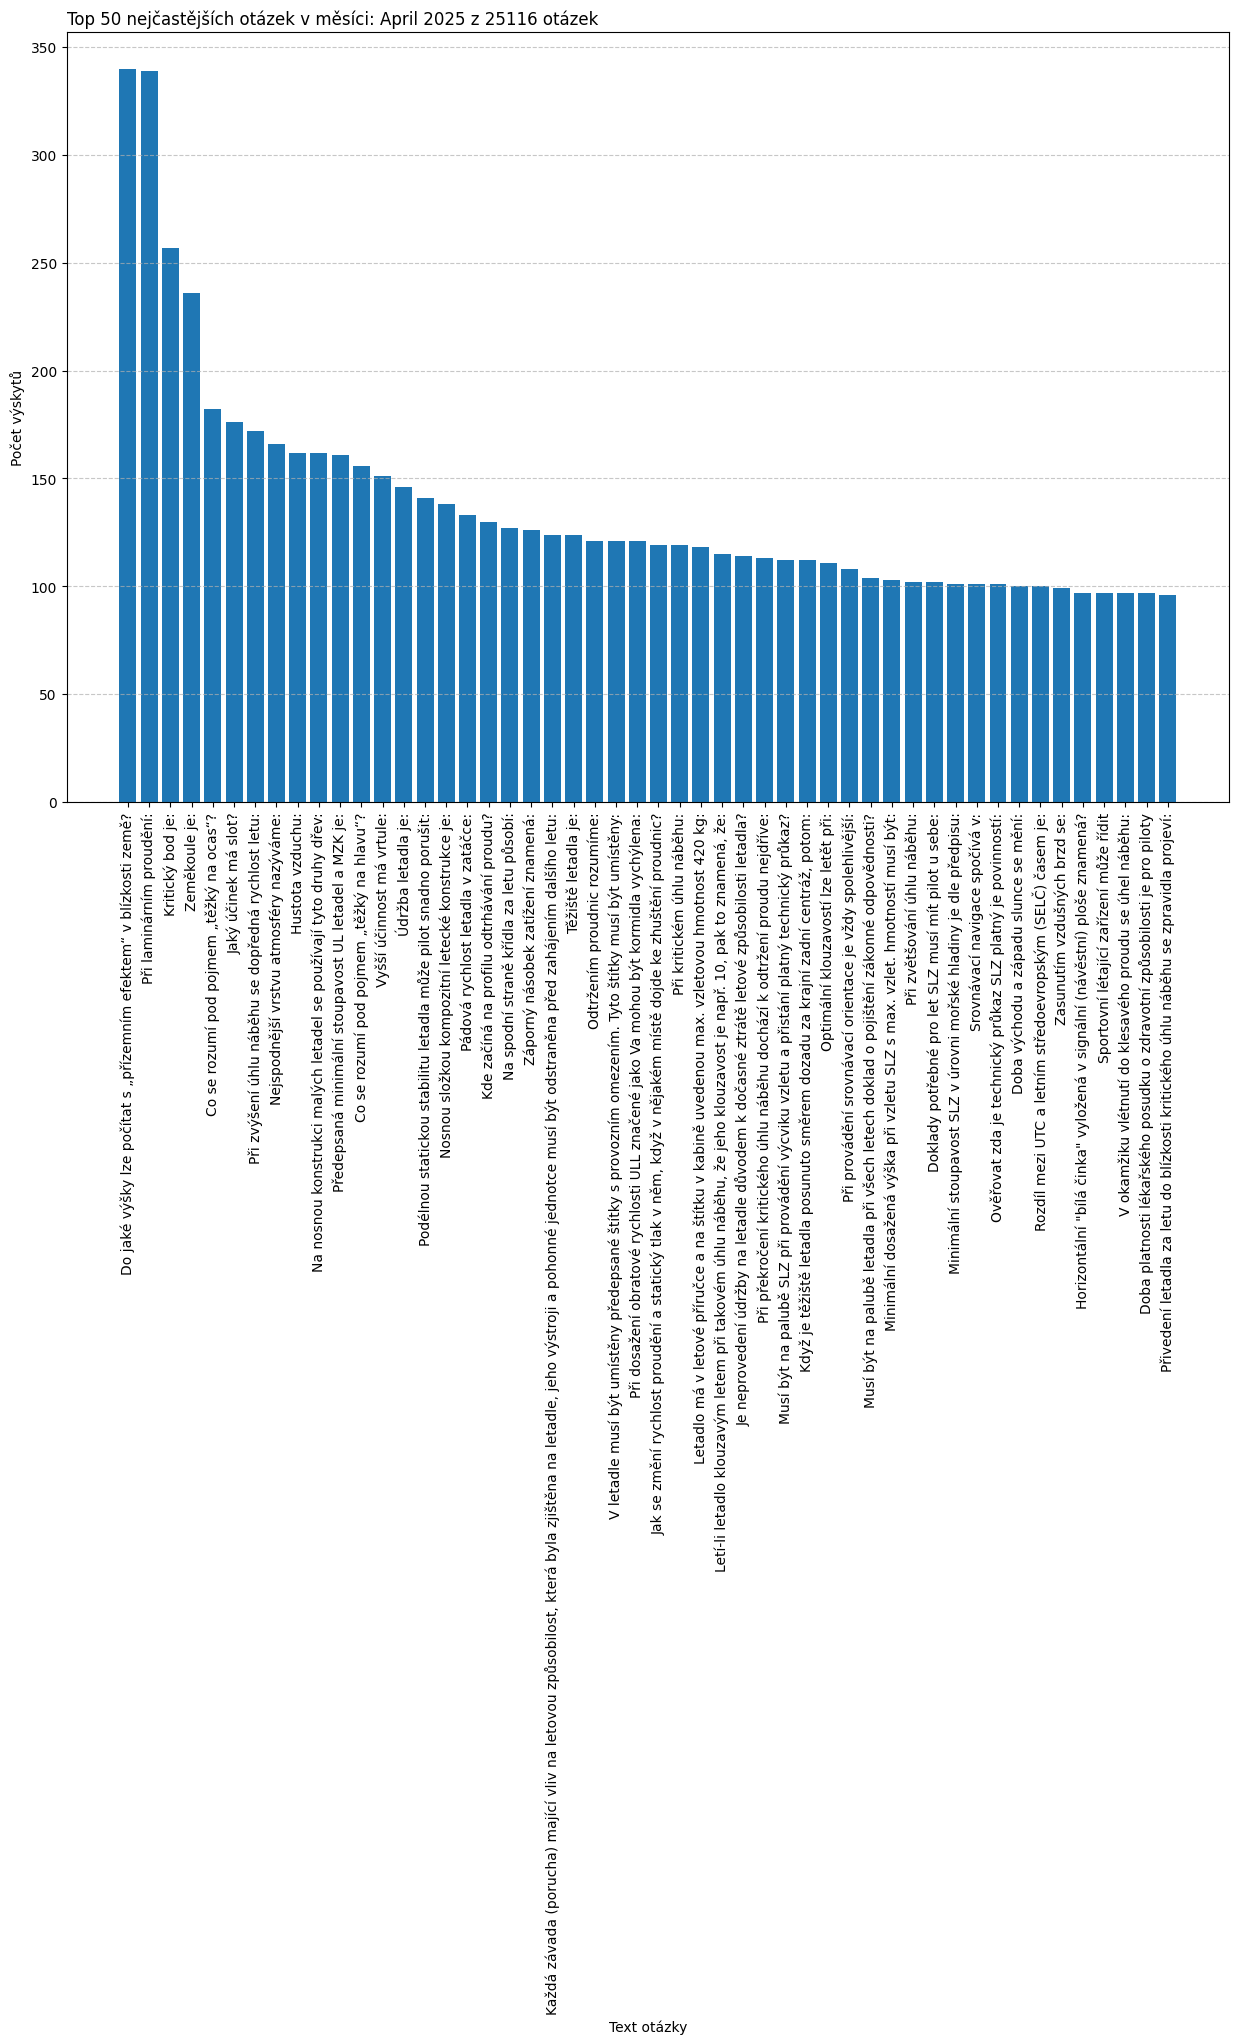 Top 50 nejčastějších otázek v měsíci: April 2025 z 25116 otázek
Počet výskytů
350
300
250
200
150
100
50
0
Do jaké výšky lze počítat s „přízemním efektem“ v blízkosti země?
Při laminárním proudění:
Kritický bod je:
Zeměkoule je:
Co se rozumí pod pojmem „těžký na ocas“?
Jaký účinek má slot?
Při zvýšení úhlu náběhu se dopředná rychlost letu:
Nejspodnější vrstvu atmosféry nazýváme:
Hustota vzduchu:
Na nosnou konstrukci malých letadel se používají tyto druhy dřev:
Předepsaná minimální stoupavost UL letadel a MZK je:
Co se rozumí pod pojmem „těžký na hlavu“?
Vyšší účinnost má vrtule:
Údržba letadla je:
Podélnou statickou stabilitu letadla může pilot snadno porušit:
Nosnou složkou kompozitní letecké konstrukce je:
Pádová rychlost letadla v zatáčce:
Kde začíná na profilu odtrhávání proudu?
Na spodní straně křídla za letu působí:
Záporný násobek zatížení znamená:
Každá závada (porucha) mající vliv na letovou způsobilost, která byla zjištěna na letadle, jeho výstroji a pohonné jednotce musí být odstraněna před zahájením dalšího letu:
Těžiště letadla je:
Odtržením proudnic rozumíme:
V letadle musí být umístěny předepsané štítky s provozním omezením. Tyto štítky musí být umístěny:
Při dosažení obratové rychlosti ULL značené jako Va mohou být kormidla vychýlena:
Jak se změní rychlost proudění a statický tlak v něm, když v nějakém místě dojde ke zhuštění proudnic?
Při kritickém úhlu náběhu:
Letadlo má v letové příručce a na štítku v kabině uvedenou max. vzletovou hmotnost 420 kg:
Letí-li letadlo klouzavým letem při takovém úhlu náběhu, že jeho klouzavost je např. 10, pak to znamená, že:
Je neprovedení údržby na letadle důvodem k dočasné ztrátě letové způsobilosti letadla?
Při překročení kritického úhlu náběhu dochází k odtržení proudu nejdříve:
Musí být na palubě SLZ při provádění výcviku vzletu a přistání platný technický průkaz?
Když je těžiště letadla posunuto směrem dozadu za krajní zadní centráž, potom:
Optimální klouzavostí lze letět při:
Při provádění srovnávací orientace je vždy spolehlivější:
Musí být na palubě letadla při všech letech doklad o pojištění zákonné odpovědnosti?
Minimální dosažená výška při vzletu SLZ s max. vzlet. hmotností musí být:
Při zvětšování úhlu náběhu:
Doklady potřebné pro let SLZ musí mít pilot u sebe:
Minimální stoupavost SLZ v úrovni mořské hladiny je dle předpisu:
Srovnávací navigace spočívá v:
Ověřovat zda je technický průkaz SLZ platný je povinností:
Doba východu a západu slunce se mění:
Rozdíl mezi UTC a letním středoevropským (SELČ) časem je:
Zasunutím vzdušných brzd se:
Horizontální "bílá činka" vyložená v signální (návěstní) ploše znamená?
Sportovní létající zařízení může řídit
V okamžiku vlétnutí do klesavého proudu se úhel náběhu:
Doba platnosti lékařského posudku o zdravotní způsobilosti je pro piloty
Přivedení letadla za letu do blízkosti kritického úhlu náběhu se zpravidla projeví:
Text otázky